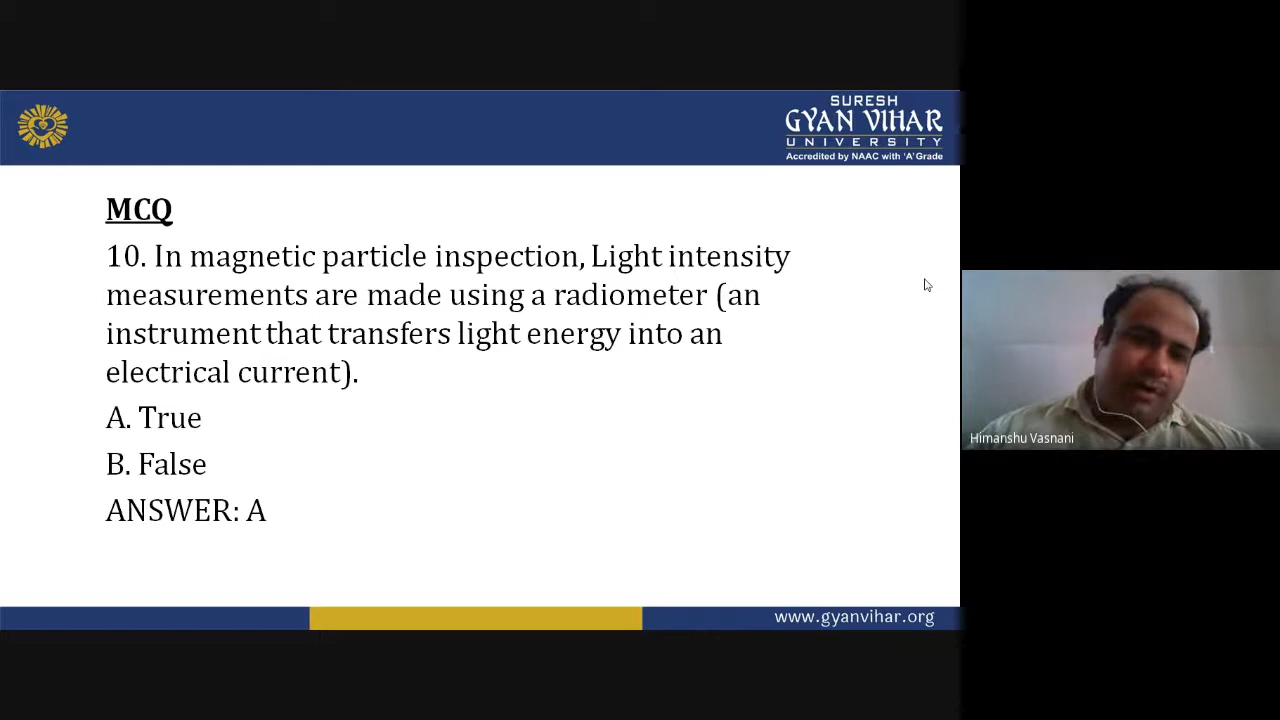 SURESH
GYAN VIHAR
UNIVERSITY
Accredited by NAAC with 'A' Grade
MCQ
10. In magnetic particle inspection, Light intensity
measurements are made using a radiometer (an
instrument that transfers light energy into an
electrical current).
A. True
B. False
ANSWER: A
Himanshu Vasnani
www.gyanvihar.org